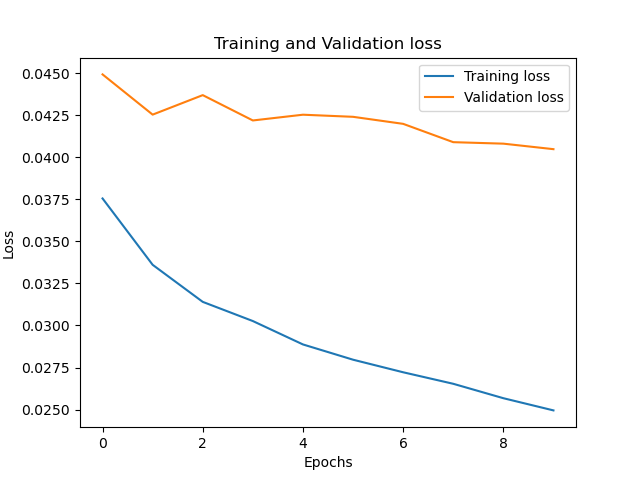 Training and Validation loss
Training loss
Validation loss
0.0450
0.0425
0.0400
0.0375
0.0350
0.0325
0.0300
0.0275
0.0250
Loss
0 2 4 6 8
Epochs